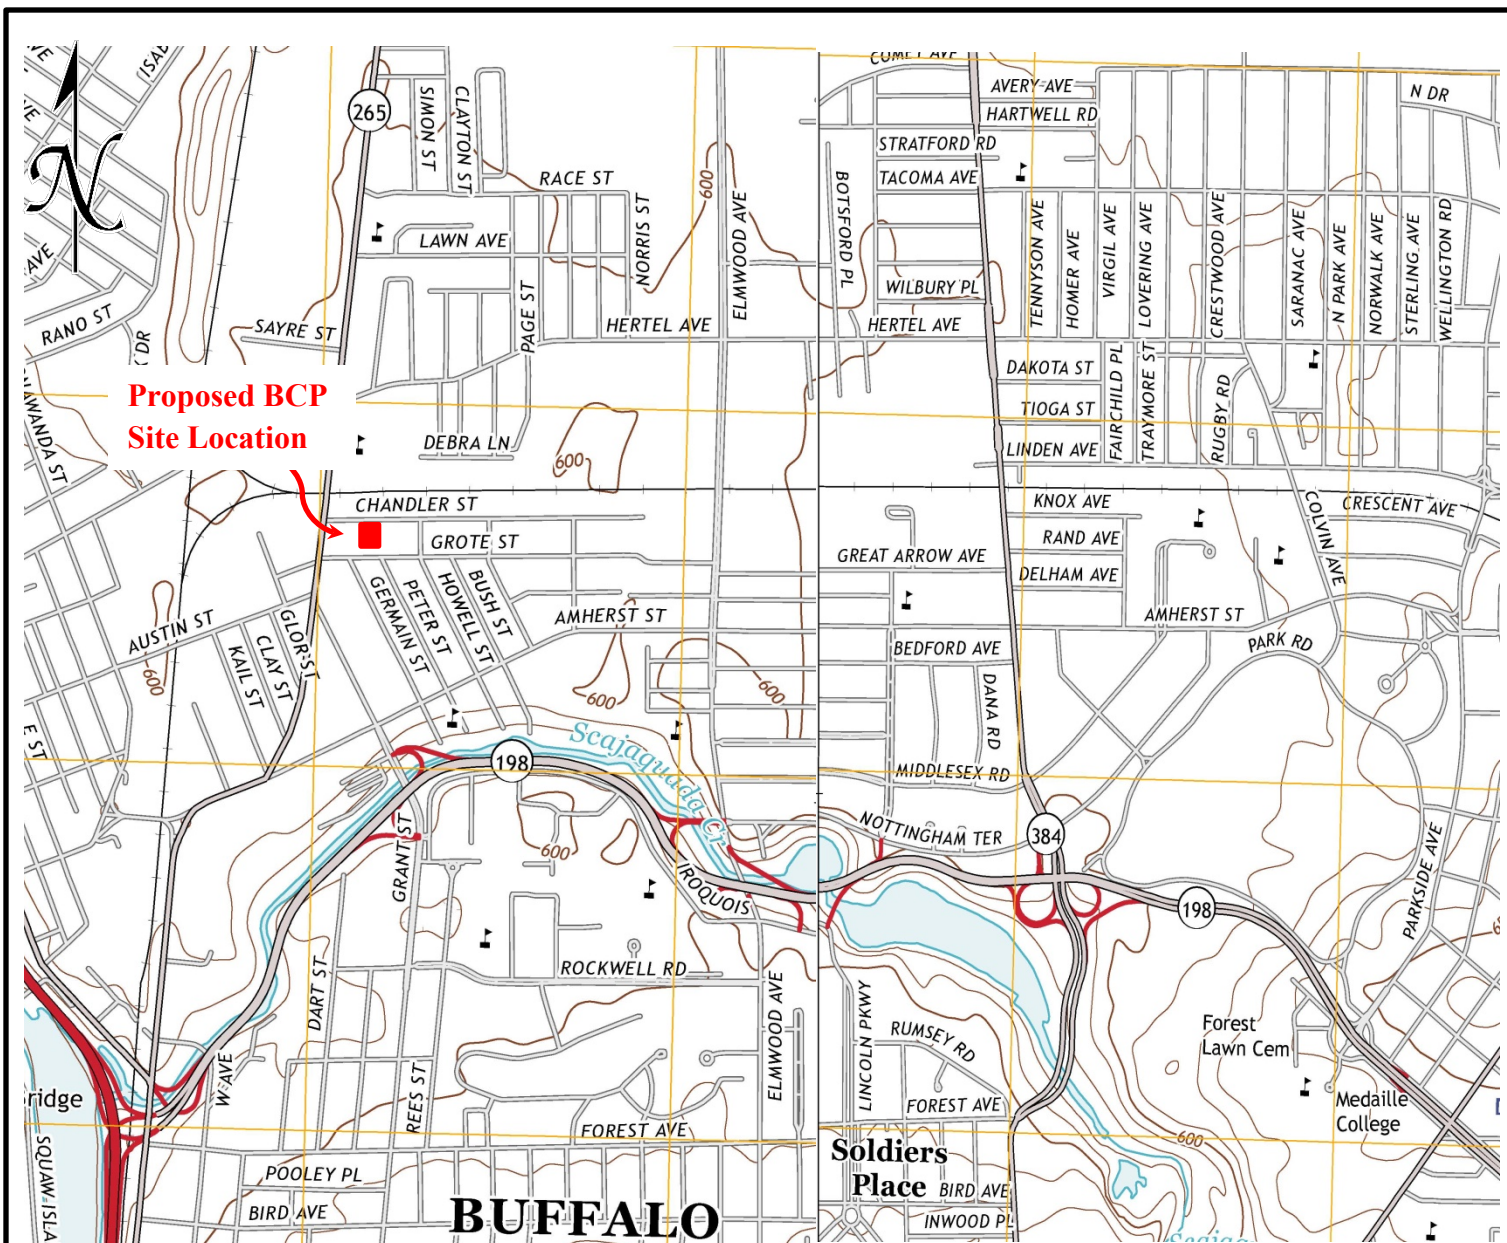 COMET AVE
AVERY AVE
N DR
265
SIMON ST
CLAYTON ST
HARTWELL RD
STRATFORD RD
N
RACE ST
600
TACOMA AVE
NORRIS ST
ELMWOOD AVE
BOTSFORD PL
TENNYSON AVE
HOMER AVE
VIRGIL AVE
LOVERING AVE
CRESTWOOD AVE
SARANAC AVE
N PARK AVE
NORWALK AVE
STERLING AVE
WELLINGTON RD
LAWN AVE
AVE
WILBURY PL
RANO ST
SAYRE ST
PAGE ST
HERTEL AVE
HERTEL AVE
DR
DAKOTA ST
FAIRCHILD PL
TRAYMORE ST
RUGBY RD
Proposed BCP
Site Location
TIOGA ST
DEBRA LN
600
LINDEN AVE
CHANDLER ST
KNOX AVE
COLVIN AVE
CRESCENT AVE
GROTE ST
RAND AVE
GREAT ARROW AVE
DELHAM AVE
GERMAIN ST
PETER ST
HOWELL ST
BUSH ST
AMHERST ST
AMHERST ST
AUSTIN ST
GLOR ST
CLAY ST
KAIL ST
600
600
600
BEDFORD AVE
PARK RD
DANA RD
E ST
Scajaquada Cr
198
MIDDLESEX RD
NOTTINGHAM TER
384
GRANT ST
600
IROQUOIS
198
PARKSIDE AVE
ROCKWELL RD
DART ST
ELMWOOD AVE
LINCOLN PKWY
RUMSEY RD
Forest
Lawn Cem
W AVE
REES ST
ridge
FOREST AVE
FOREST AVE
Medaille
College
600
SQUAW ISLA
Soldiers
Place
POOLEY PL
BIRD AVE
BIRD AVE
INWOOD PL
BUFFALO